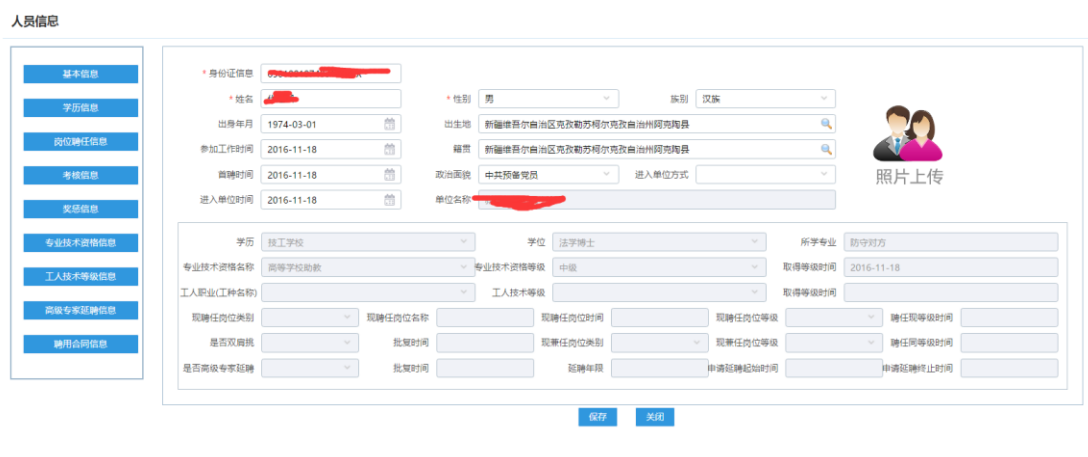 人员信息
基本信息
学历信息
岗位聘任信息
考核信息
奖惩信息
专业技术资格信息
工人技术等级信息
高级专家延聘信息
聘用合同信息
* 身份证信息
* 姓名 * 性别 男 族别 汉族
出身年月 1974-03-01 出生地 新疆维吾尔自治区克孜勒苏柯尔克孜自治州阿克陶县
参加工作时间 2016-11-18 籍贯 新疆维吾尔自治区克孜勒苏柯尔克孜自治州阿克陶县
首聘时间 2016-11-18 政治面貌 中共预备党员 进入单位方式
进入单位时间 2016-11-18 单位名称
照片上传
学历 技工学校 学位 法学博士 所学专业 防守对方
专业技术资格名称 高等学校助教 专业技术资格等级 中级 取得等级时间 2016-11-18
工人职业(工种名称) 工人技术等级 取得等级时间
现聘任岗位类别 现聘任岗位名称 现聘任岗位时间 现聘任岗位等级 聘任现等级时间
是否双肩挑 批复时间 现兼任岗位类别 现兼任岗位等级 聘任同等级时间
是否高级专家延聘 批复时间 延聘年限 申请延聘起始时间 申请延聘终止时间
保存 关闭